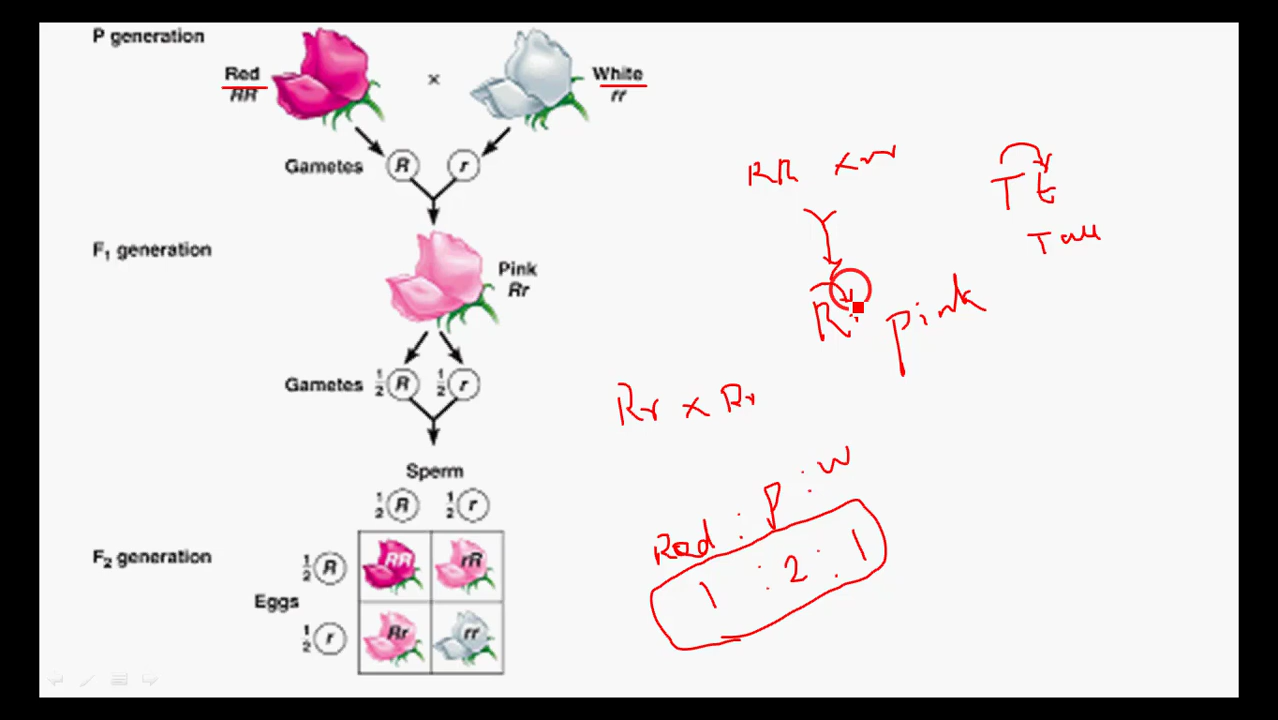 P generation
Red
RR
×
White
rr
Gametes R r
F1 generation
Pink
Rr
Gametes 1/2 R 1/2 r
Sperm
1/2 R 1/2 r
F2 generation
Eggs
1/2 R
RR rR
1/2 r
Rr rr
RR × rr
Tt
Tall
Rr Pink
Rr × Rr
Red : P : W
1 : 2 : 1